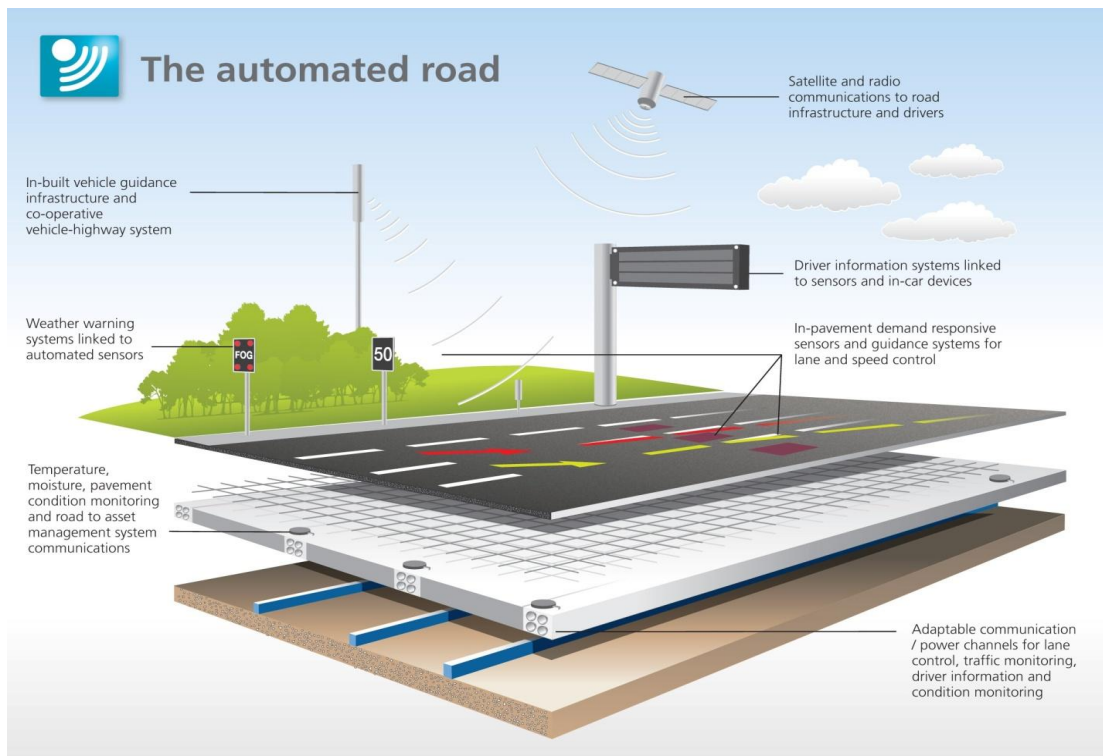 The automated road
Satellite and radio
communications to road
infrastructure and drivers
In-built vehicle guidance
infrastructure and
co-operative
vehicle-highway system
Driver information systems linked
to sensors and in-car devices
Weather warning
systems linked to
automated sensors
FOG
50
In-pavement demand responsive
sensors and guidance systems for
lane and speed control
Temperature,
moisture, pavement
condition monitoring
and road to asset
management system
communications
Adaptable communication
/ power channels for lane
control, traffic monitoring,
driver information and
condition monitoring